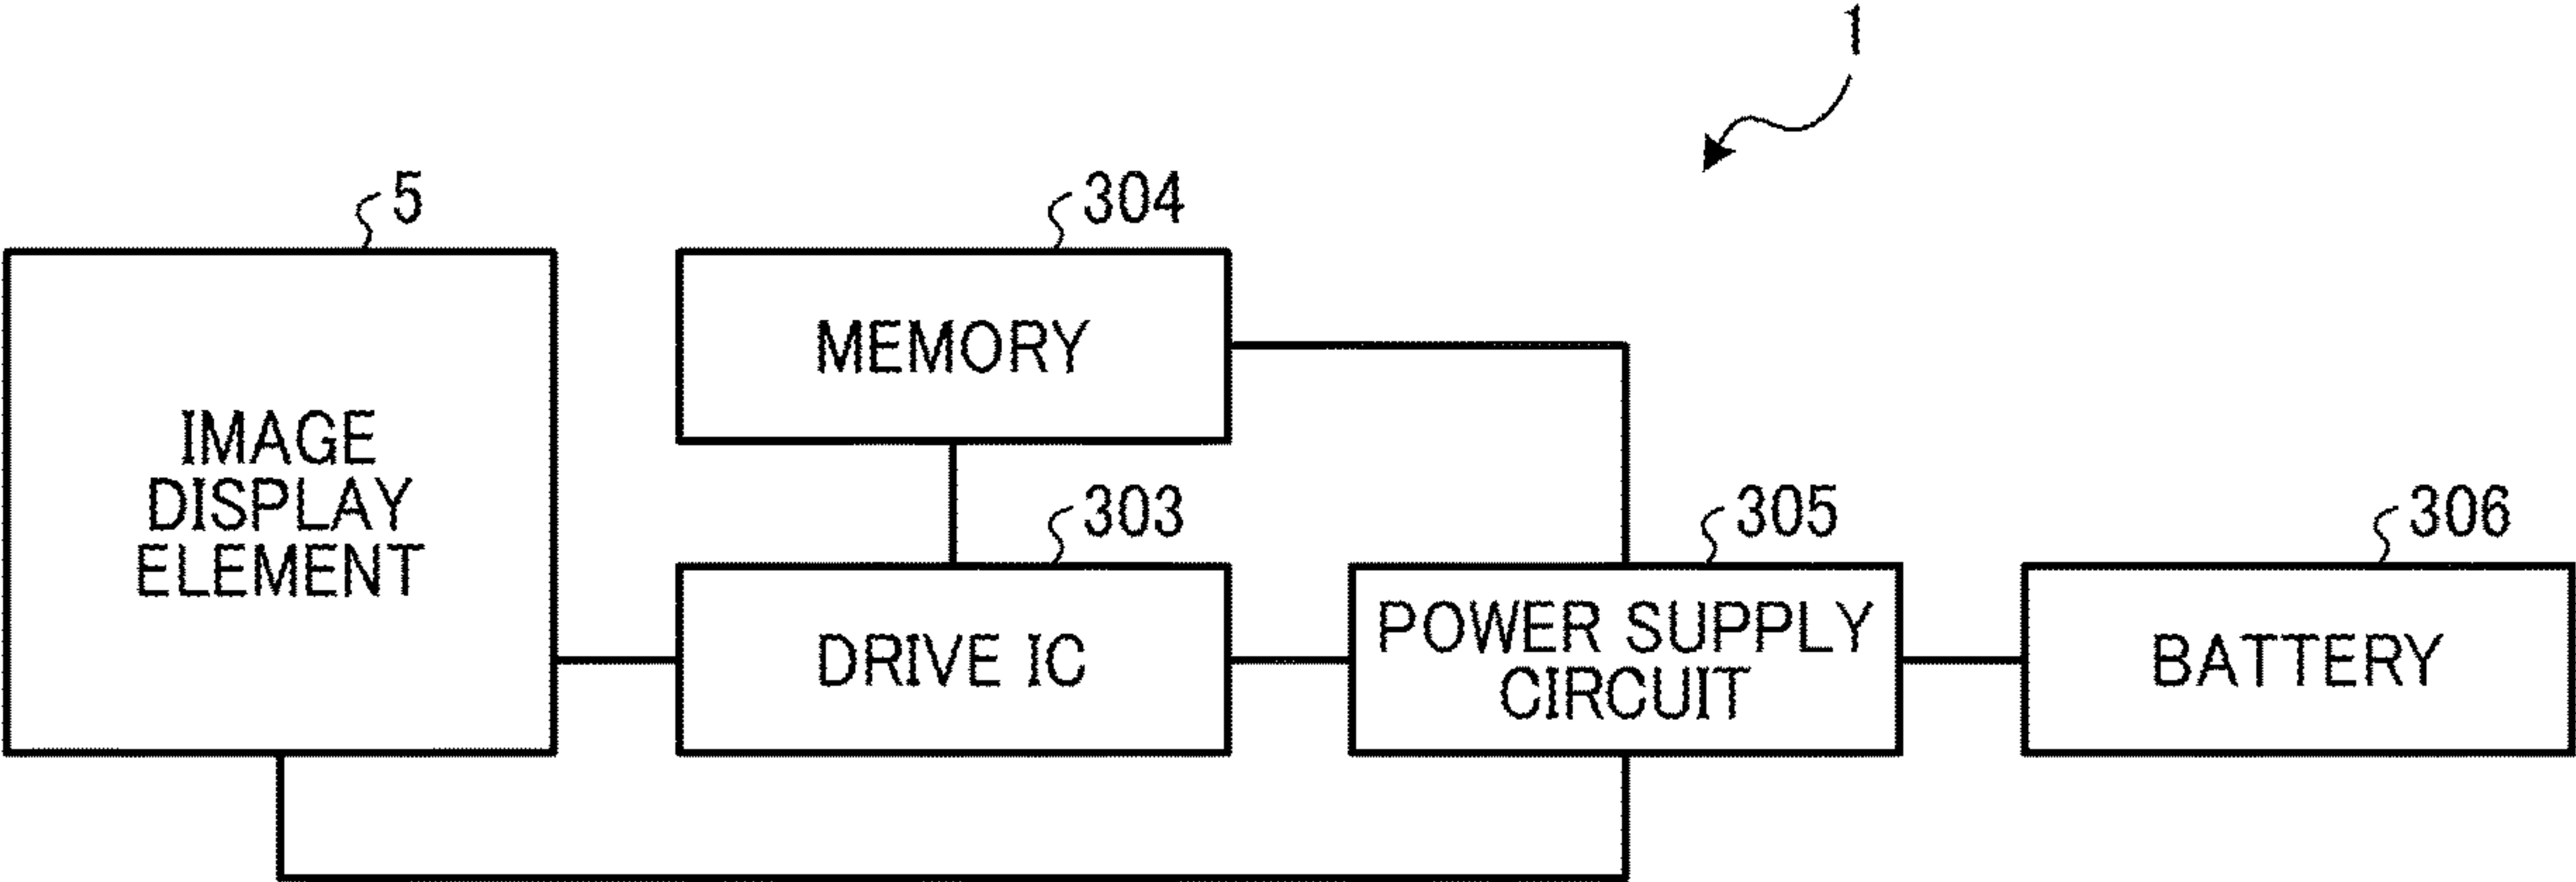 1
5
304
MEMORY
IMAGE
DISPLAY
ELEMENT
303
305
306
DRIVE IC
POWER SUPPLY
CIRCUIT
BATTERY